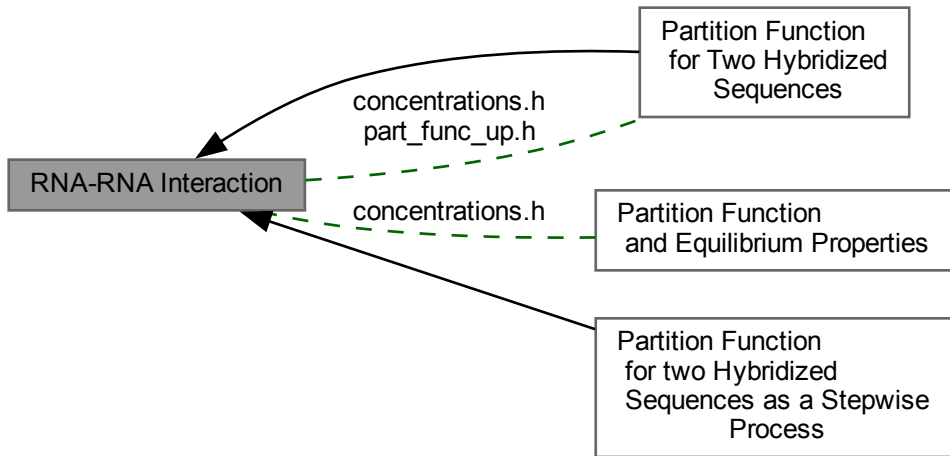 Partition Function
for Two Hybridized
Sequences
concentrations.h
part_func_up.h
RNA-RNA Interaction
concentrations.h
Partition Function
and Equilibrium Properties
Partition Function
for two Hybridized
Sequences as a Stepwise
Process